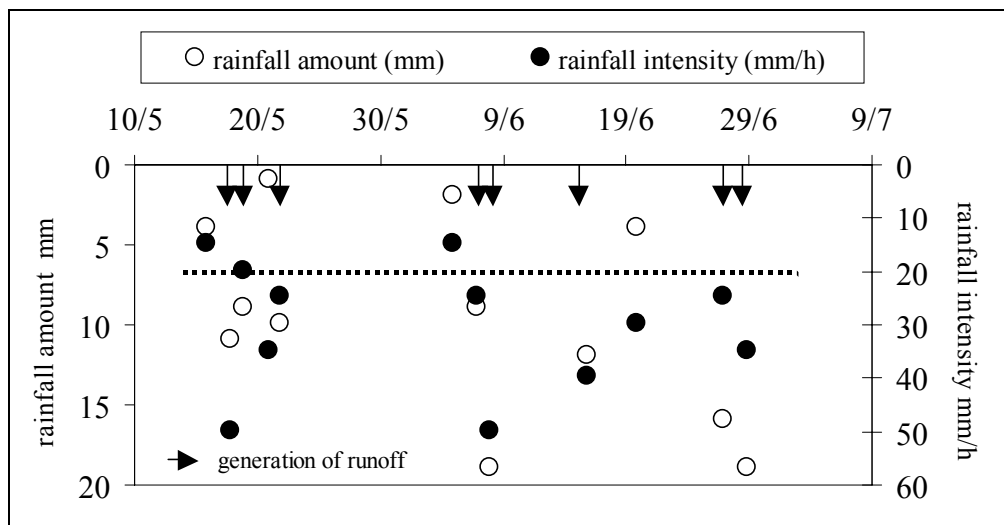 rainfall amount (mm) rainfall intensity (mm/h)
10/5 20/5 30/5 9/6 19/6 29/6 9/7
0 0
10
5
20
10 30
40
15
50
20 60
rainfall amount mm
rainfall intensity mm/h
generation of runoff